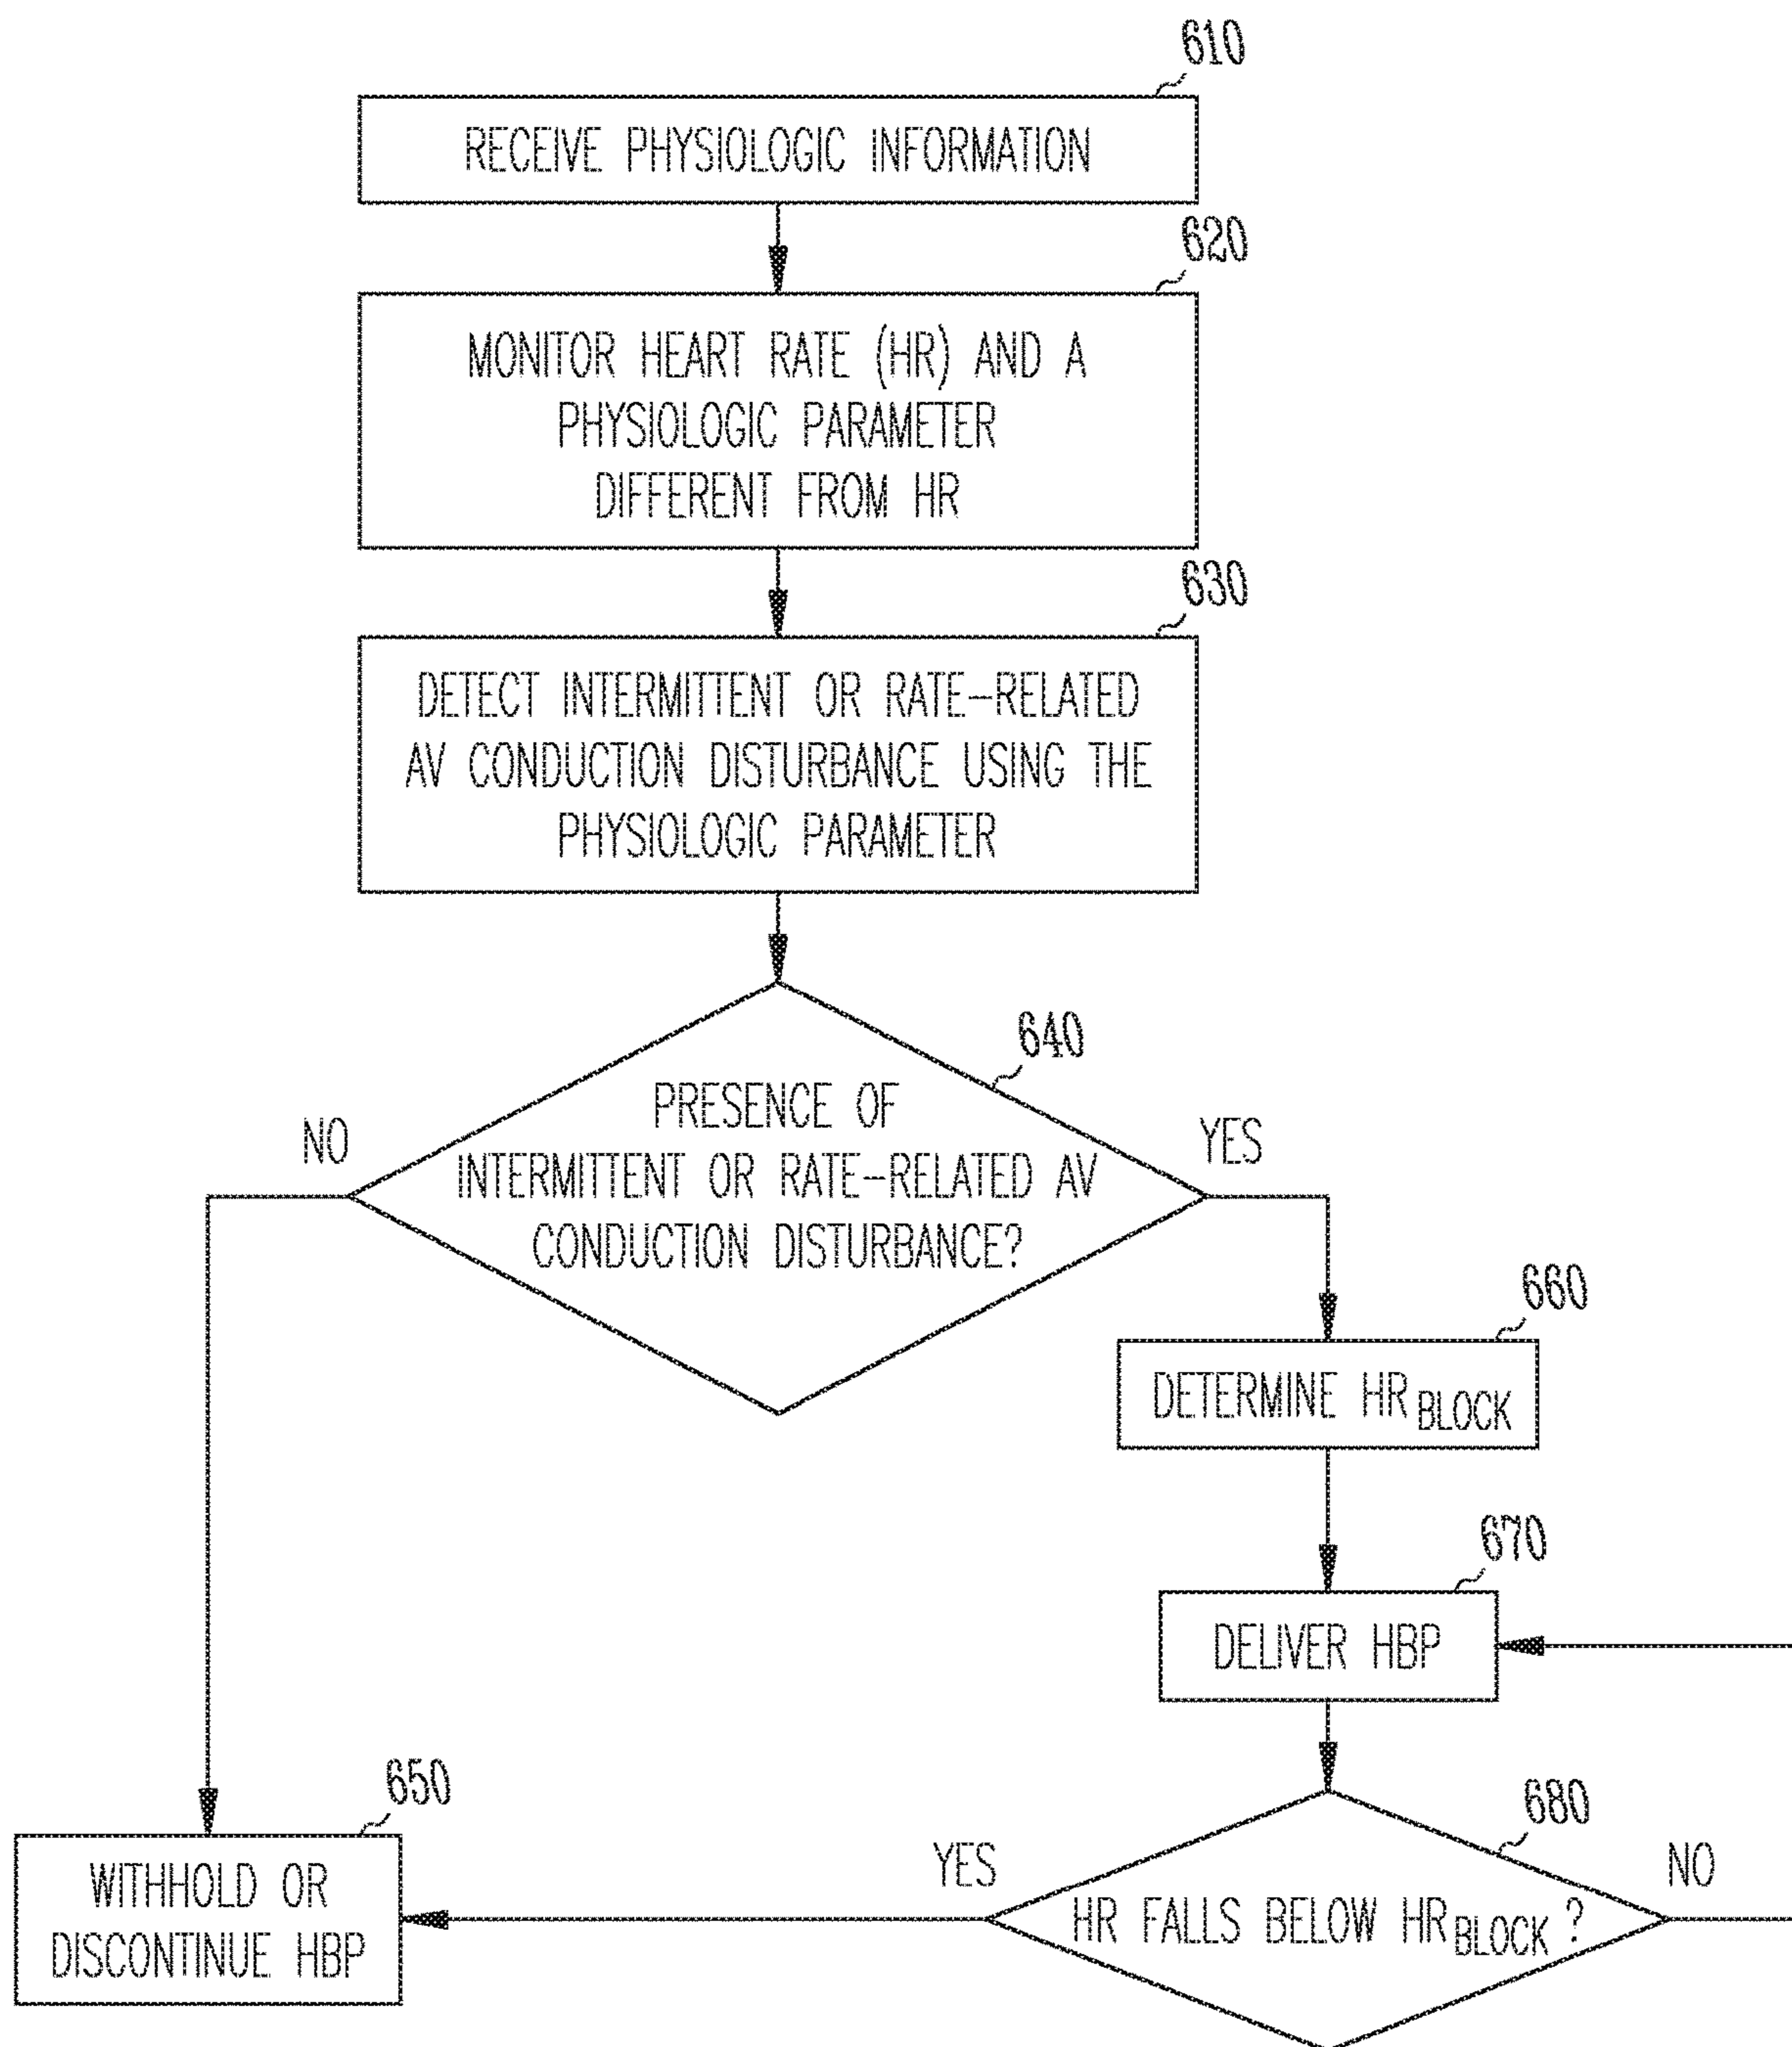 610
RECEIVE PHYSIOLOGIC INFORMATION
620
MONITOR HEART RATE (HR) AND A
PHYSIOLOGIC PARAMETER
DIFFERENT FROM HR
630
DETECT INTERMITTENT OR RATE-RELATED
AV CONDUCTION DISTURBANCE USING THE
PHYSIOLOGIC PARAMETER
640
PRESENCE OF
INTERMITTENT OR RATE-RELATED AV
CONDUCTION DISTURBANCE?
NO
YES
660
DETERMINE HR BLOCK
670
DELIVER HBP
650
WITHHOLD OR
DISCONTINUE HBP
680
YES
HR FALLS BELOW HR BLOCK ?
NO